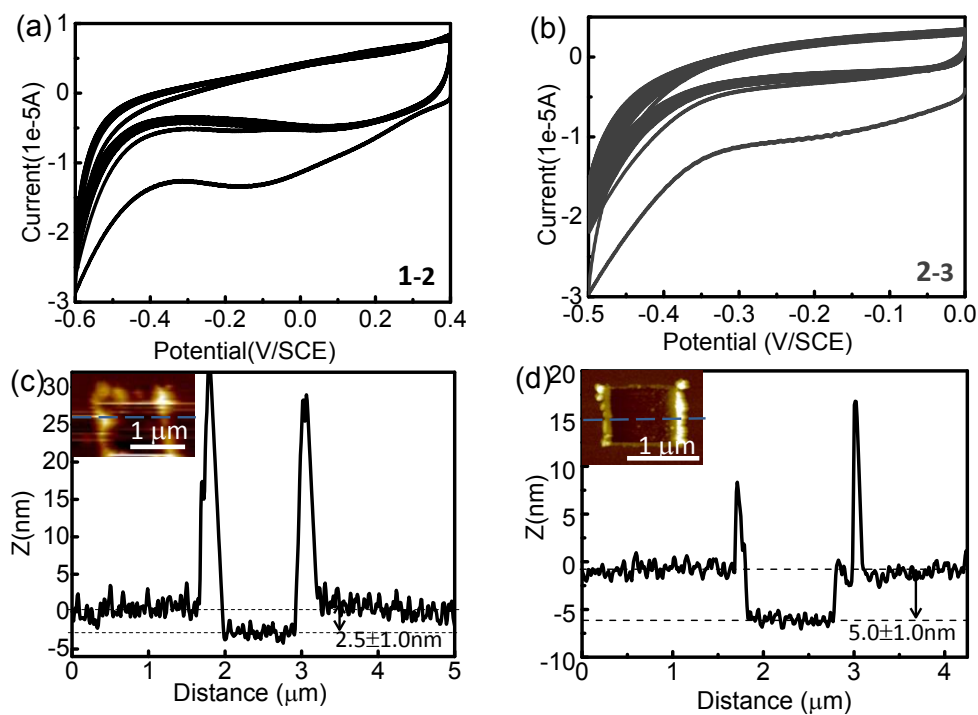 (a)
1
0
-1
-2
-3
Current(1e-5A)
-0.6 -0.4 -0.2 0.0 0.2 0.4
Potential(V/SCE)
1-2
(b)
0
-1
-2
-3
Current(1e-5A)
-0.5 -0.4 -0.3 -0.2 -0.1 0.0
Potential (V/SCE)
2-3
(c)
30
25
20
15
10
5
0
-5
Z(nm)
1 μm
2.5±1.0nm
0 1 2 3 4 5
Distance (μm)
(d)
20
15
10
5
0
-5
-10
Z(nm)
1 μm
5.0±1.0nm
0 1 2 3 4
Distance (μm)